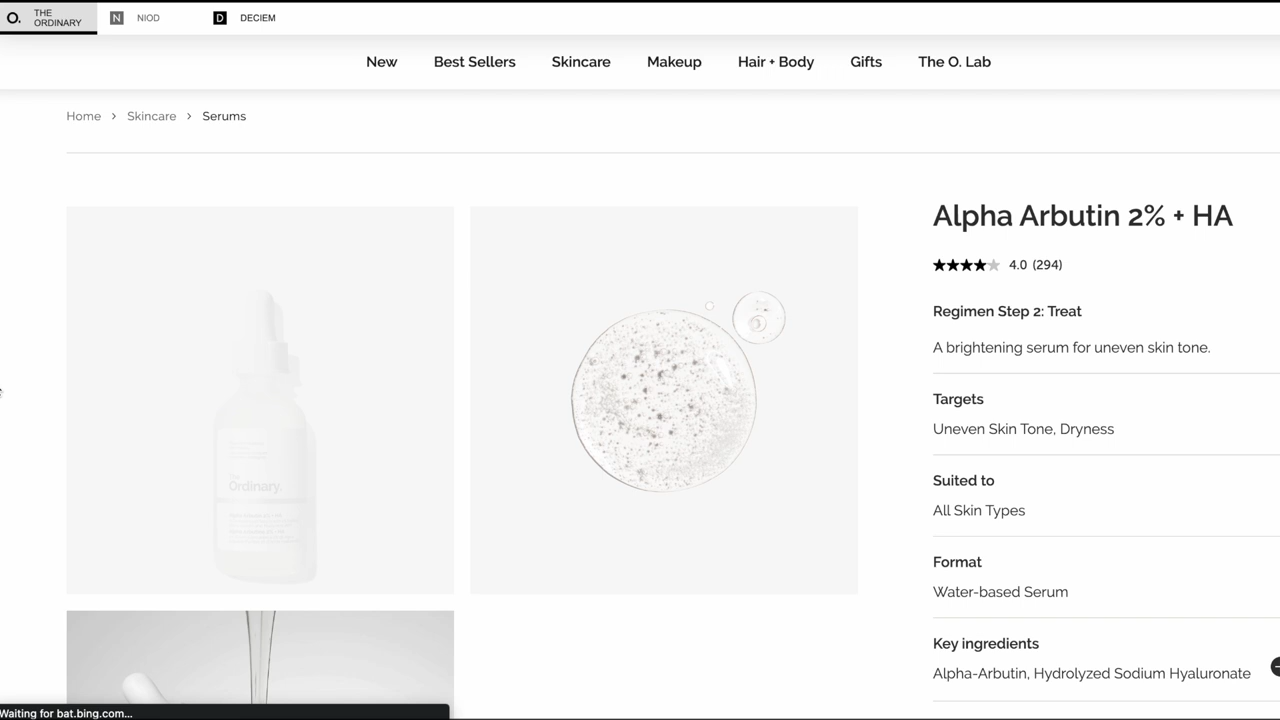 O. THE ORDINARY
N NIOD
D DECIEM
New Best Sellers Skincare Makeup Hair + Body Gifts The O. Lab
Home > Skincare > Serums
Alpha Arbutin 2% + HA
4.0 (294)
Regimen Step 2: Treat
A brightening serum for uneven skin tone.
Targets
Uneven Skin Tone, Dryness
Suited to
All Skin Types
Format
Water-based Serum
Key ingredients
Alpha-Arbutin, Hydrolyzed Sodium Hyaluronate
The
Ordinary.
Waiting for bat.bing.com...